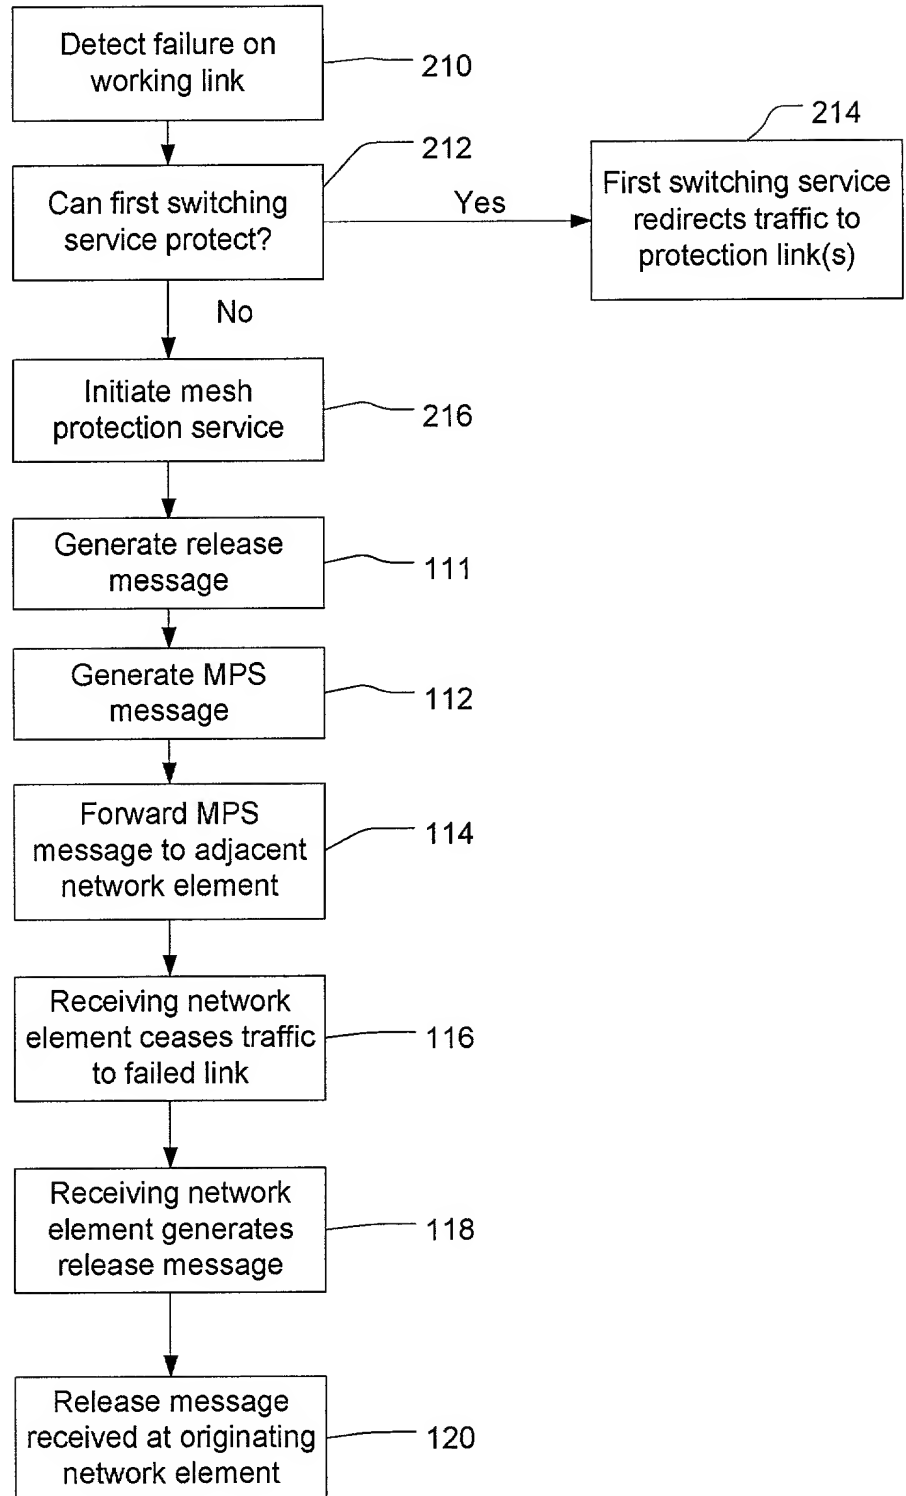 Detect failure on
working link
210
214
212
Can first switching
service protect?
Yes
First switching service
redirects traffic to
protection link(s)
No
Initiate mesh
protection service
216
Generate release
message
111
Generate MPS
message
112
Forward MPS
message to adjacent
network element
114
Receiving network
element ceases traffic
to failed link
116
Receiving network
element generates
release message
118
Release message
received at originating
network element
120